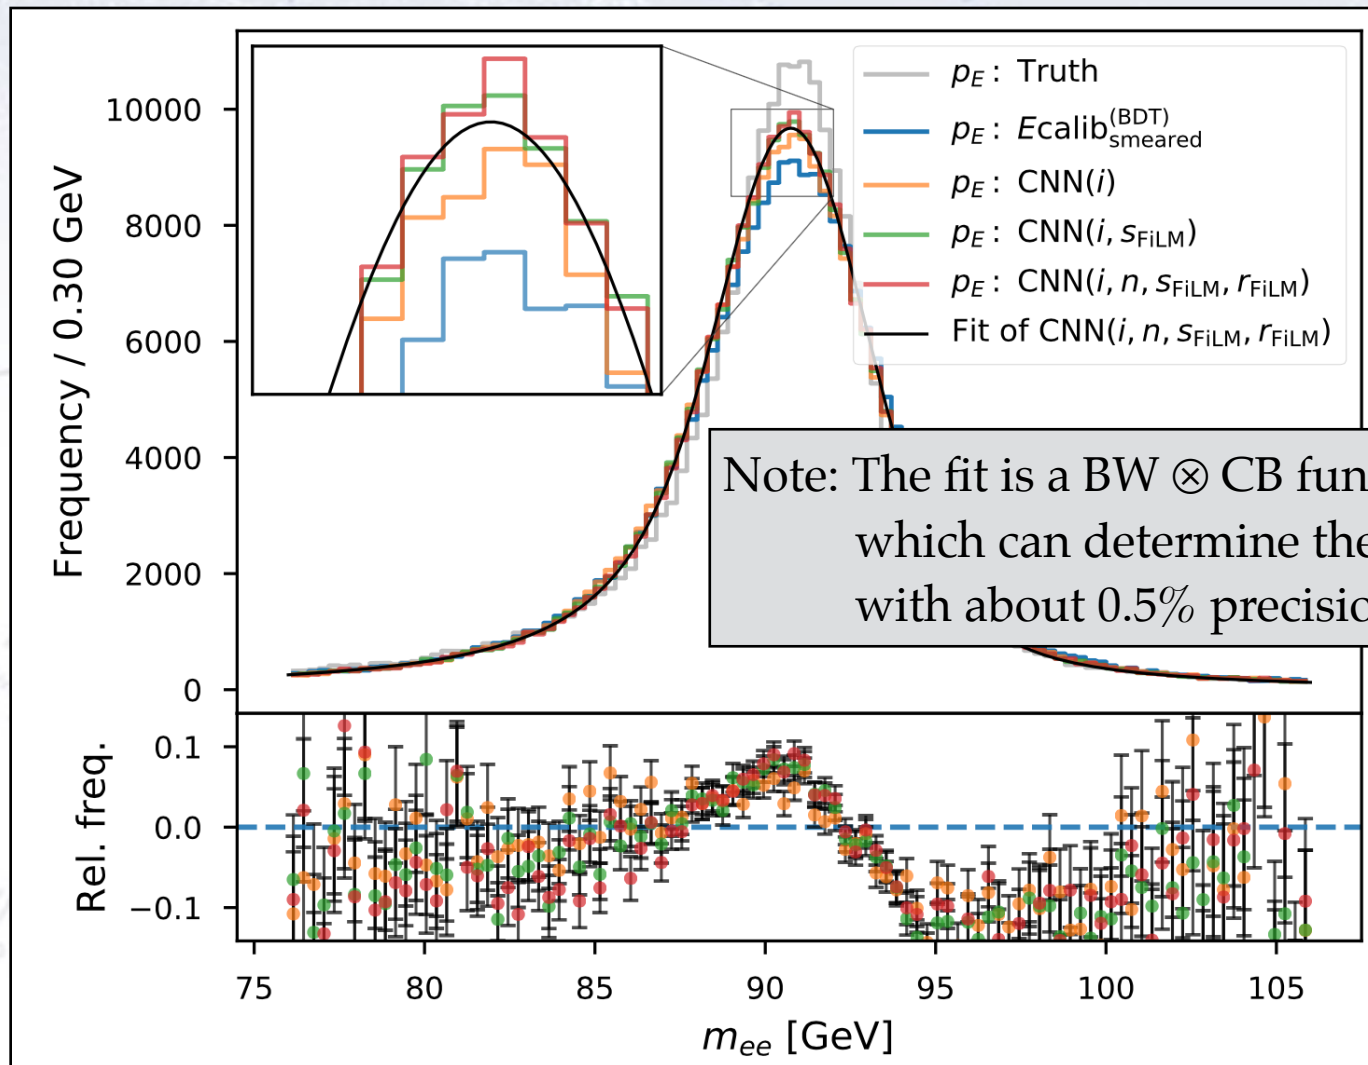 p_E : Truth
p_E : Ecalib^(BDT)_smeared
p_E : CNN(i)
p_E : CNN(i, s_FiLM)
p_E : CNN(i, n, s_FiLM, r_FiLM)
Fit of CNN(i, n, s_FiLM, r_FiLM)
Frequency / 0.30 GeV
10000
8000
6000
4000
2000
0
Note: The fit is a BW ⊗ CB fun
which can determine the
with about 0.5% precisio
Rel. freq.
0.1
0.0
−0.1
75 80 85 90 95 100 105
m_ee [GeV]